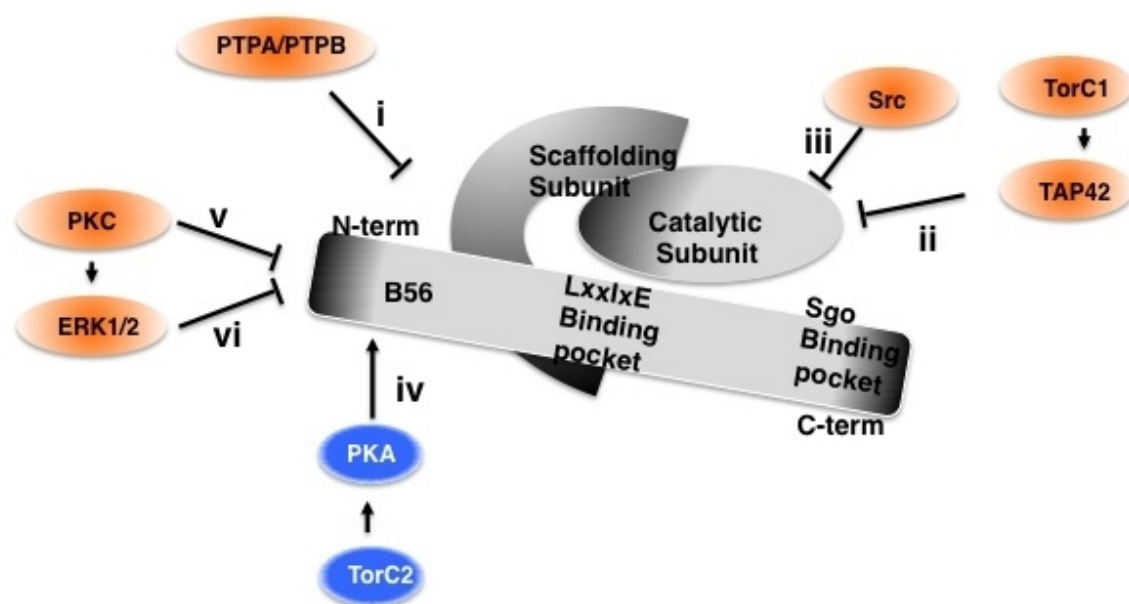 PTPA/PTPB
i
Src
TorC1
iii
Scaffolding
Subunit
TAP42
PKC
v
N-term
Catalytic
Subunit
ii
B56
LxxIxE
Binding
pocket
Sgo
Binding
pocket
ERK1/2
vi
iv
C-term
PKA
TorC2